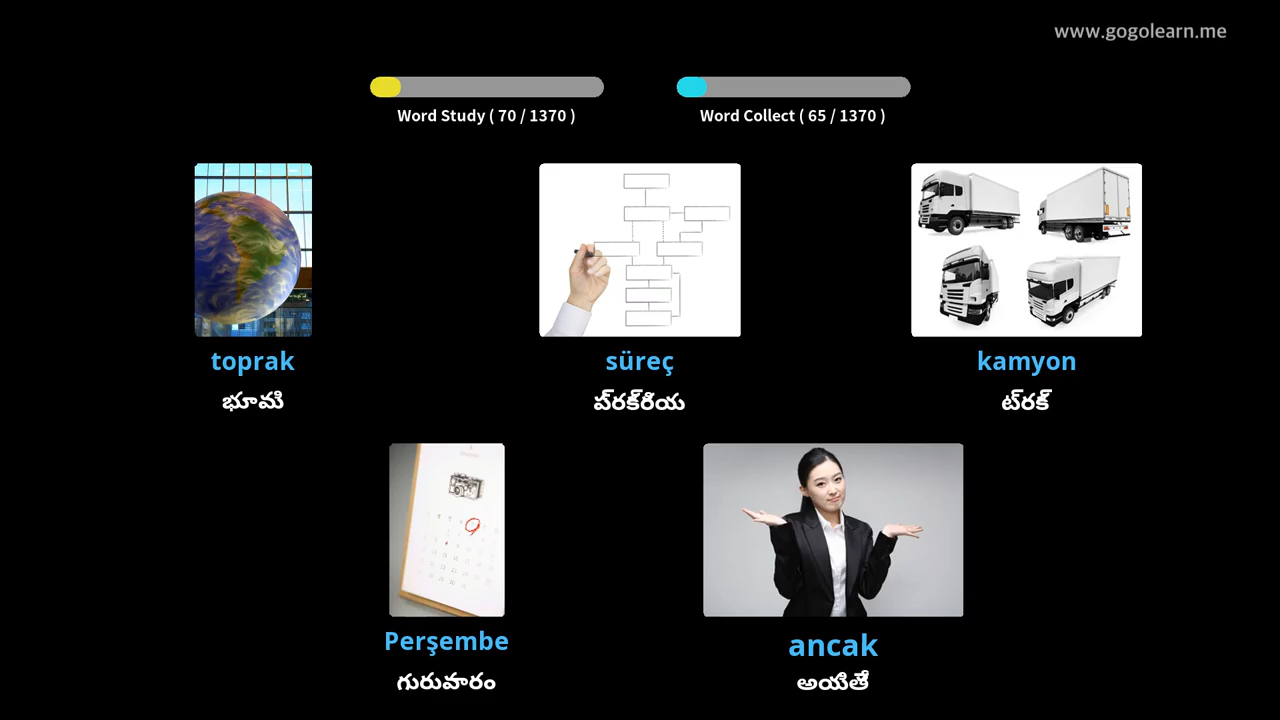 www.gogolearn.me
Word Study ( 70 / 1370 )
Word Collect ( 65 / 1370 )
toprak
భూమి
süreç
ప్రక్రియ
kamyon
ట్రక్
Perşembe
గురువారం
ancak
అయితే